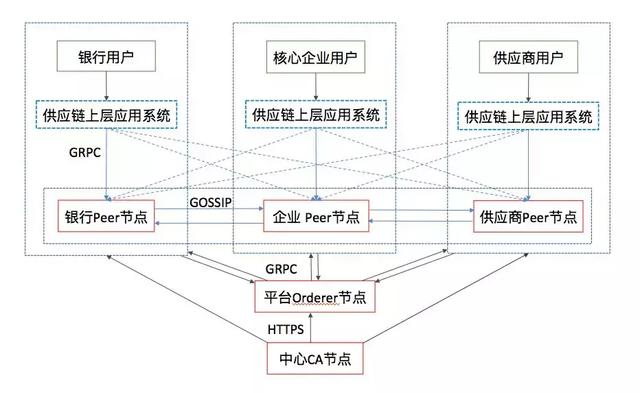 银行用户
核心企业用户
供应商用户
供应链上层应用系统
供应链上层应用系统
供应链上层应用系统
GRPC
GOSSIP
银行Peer节点
企业 Peer节点
供应商Peer节点
GRPC
平台Orderer节点
HTTPS
中心CA节点